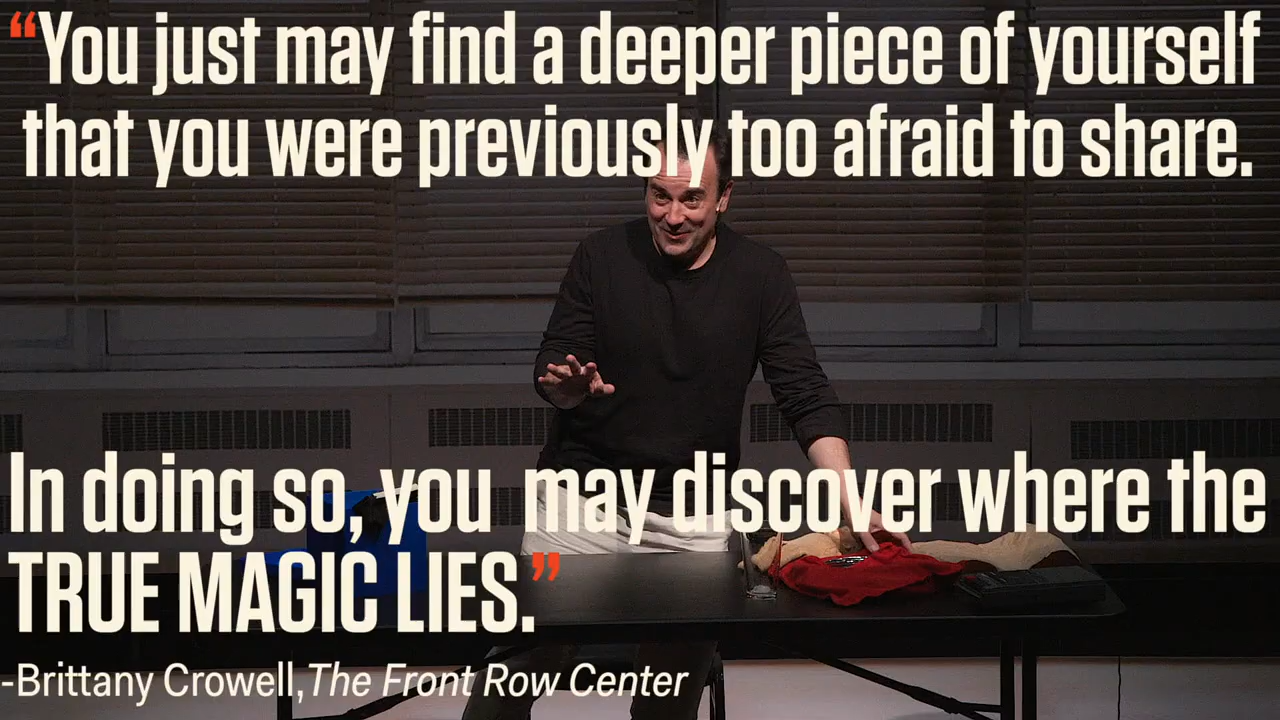 “You just may find a deeper piece of yourself
that you were previously too afraid to share.
In doing so, you may discover where the
TRUE MAGIC LIES.”
-Brittany Crowell, The Front Row Center